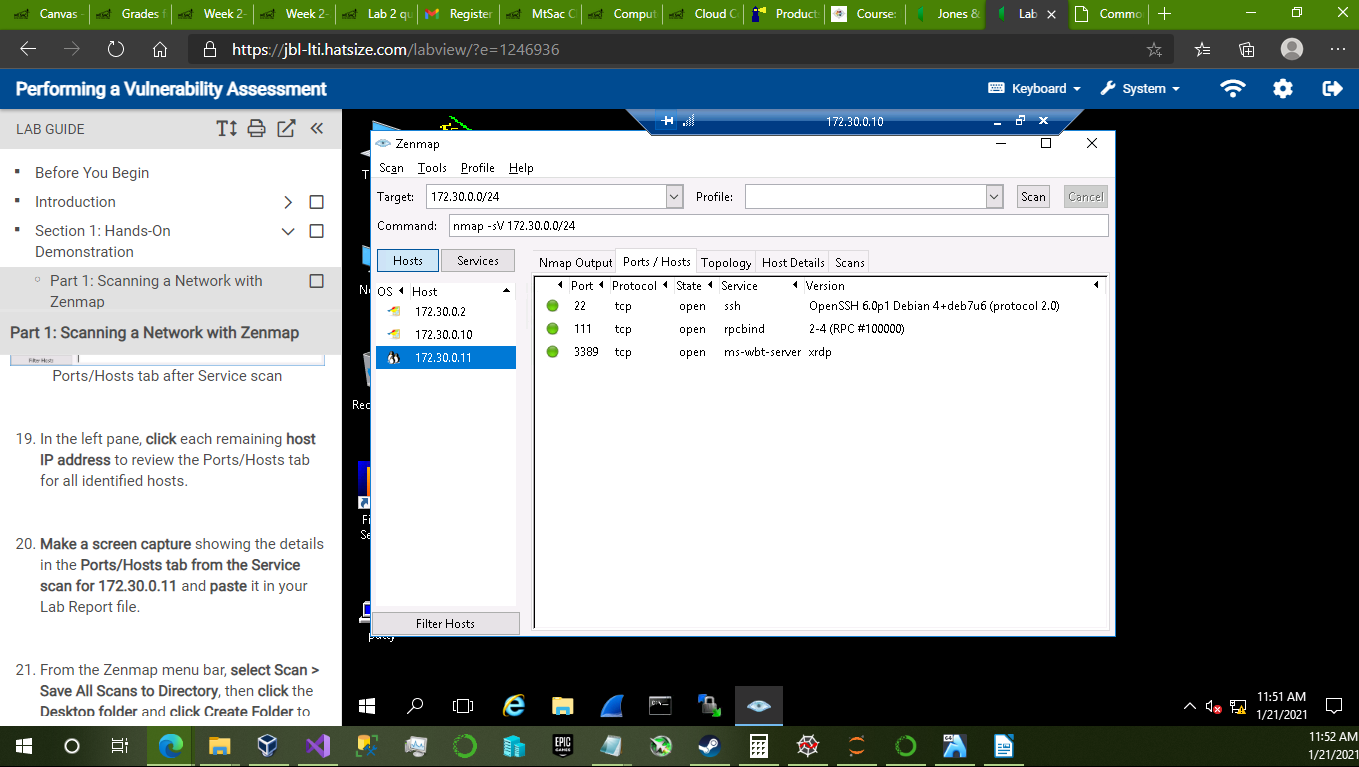 Canvas
Grades f
Week 2-
Week 2-
Lab 2 qu
Register
MtSac C
Comput
Cloud C
Products
Courses
Jones &
Lab
Commo
https://jbl-lti.hatsize.com/labview/?e=1246936
Performing a Vulnerability Assessment
Keyboard
System
LAB GUIDE
Before You Begin
Introduction
Section 1: Hands-On
Demonstration
Part 1: Scanning a Network with
Zenmap
Part 1: Scanning a Network with Zenmap
Filter Hosts
Ports/Hosts tab after Service scan
19. In the left pane, click each remaining host
IP address to review the Ports/Hosts tab
for all identified hosts.
20. Make a screen capture showing the details
in the Ports/Hosts tab from the Service
scan for 172.30.0.11 and paste it in your
Lab Report file.
21. From the Zenmap menu bar, select Scan >
Save All Scans to Directory, then click the
Desktop folder and click Create Folder to
172.30.0.10
Zenmap
Scan Tools Profile Help
Target: 172.30.0.0/24 Profile: Scan Cancel
Command: nmap -sV 172.30.0.0/24
Hosts Services
Nmap Output Ports / Hosts Topology Host Details Scans
OS Host
172.30.0.2
172.30.0.10
172.30.0.11
Port Protocol State Service Version
22 tcp open ssh OpenSSH 6.0p1 Debian 4+deb7u6 (protocol 2.0)
111 tcp open rpcbind 2-4 (RPC #100000)
3389 tcp open ms-wbt-server xrdp
Filter Hosts
Rec
Fi
Se
putty
11:51 AM
1/21/2021
EPIC
GAMES
64
11:52 AM
1/21/2021